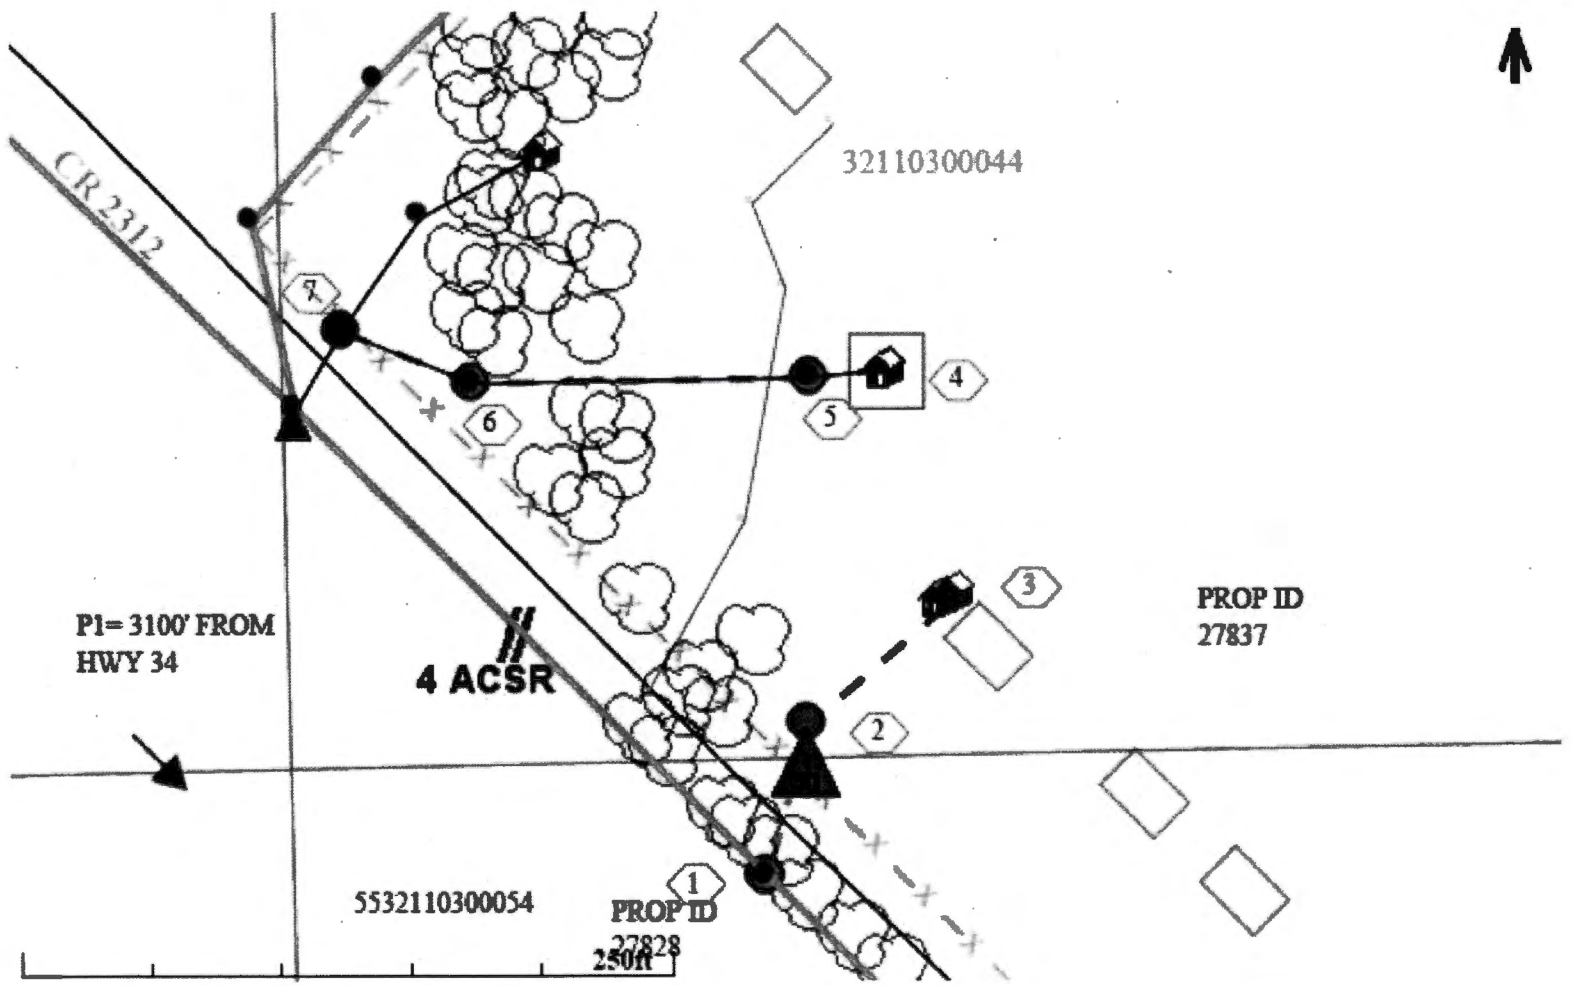 32110300044
CR 2312
7
4
5
6
3
P1= 3100' FROM
HWY 34
PROP ID
27837
4 ACSR
2
1
5532110300054
PROP ID
27828
250ft